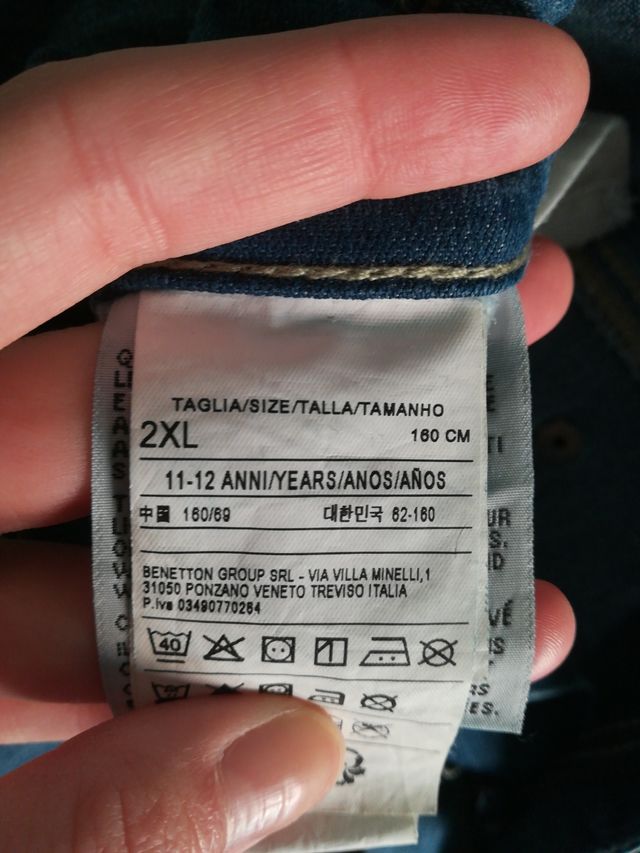 TAGLIA/SIZE/TALLA/TAMANHO
2XL 160 CM
11-12 ANNI/YEARS/ANOS/AÑOS
中国 160/69 대한민국 62-160
BENETTON GROUP SRL - VIA VILLA MINELLI,1
31050 PONZANO VENETO TREVISO ITALIA
P.iva 03490770264
40